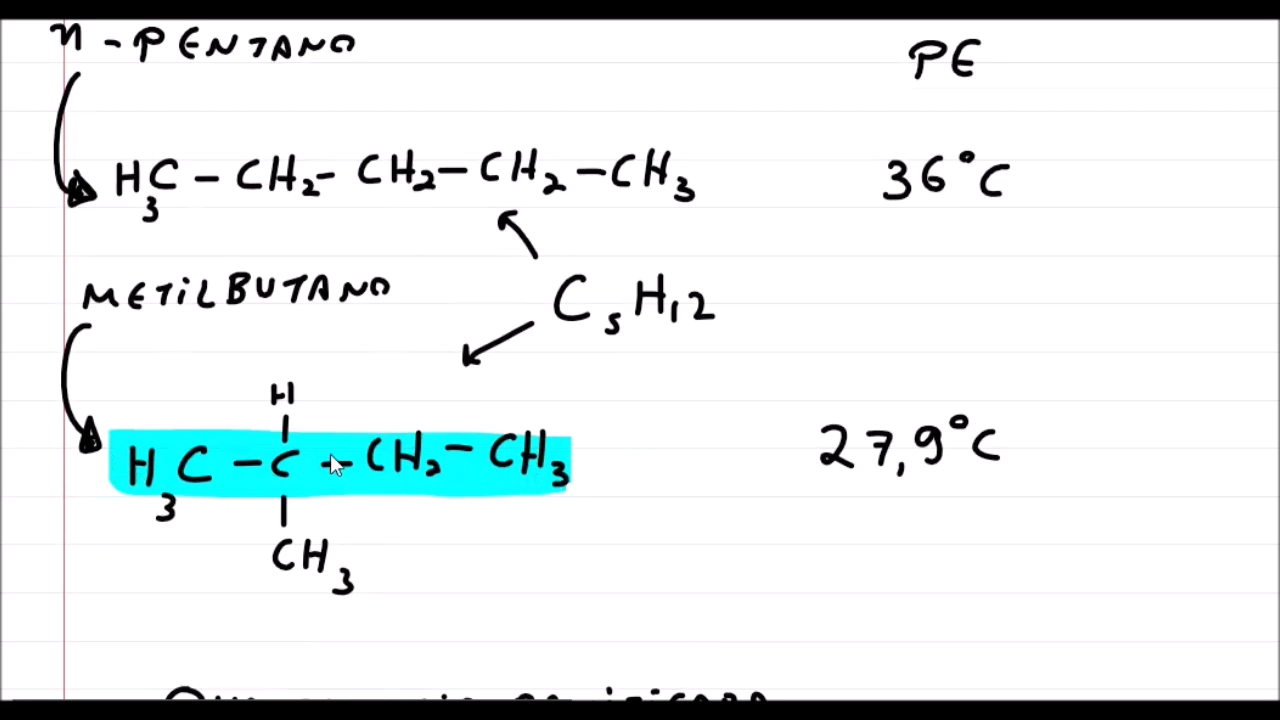 n-PENTANO PE
H3C - CH2 - CH2 - CH2 - CH3 36°C
METILBUTANO
C5H12
H
H3C - C - CH2 - CH3 27,9°C
CH3